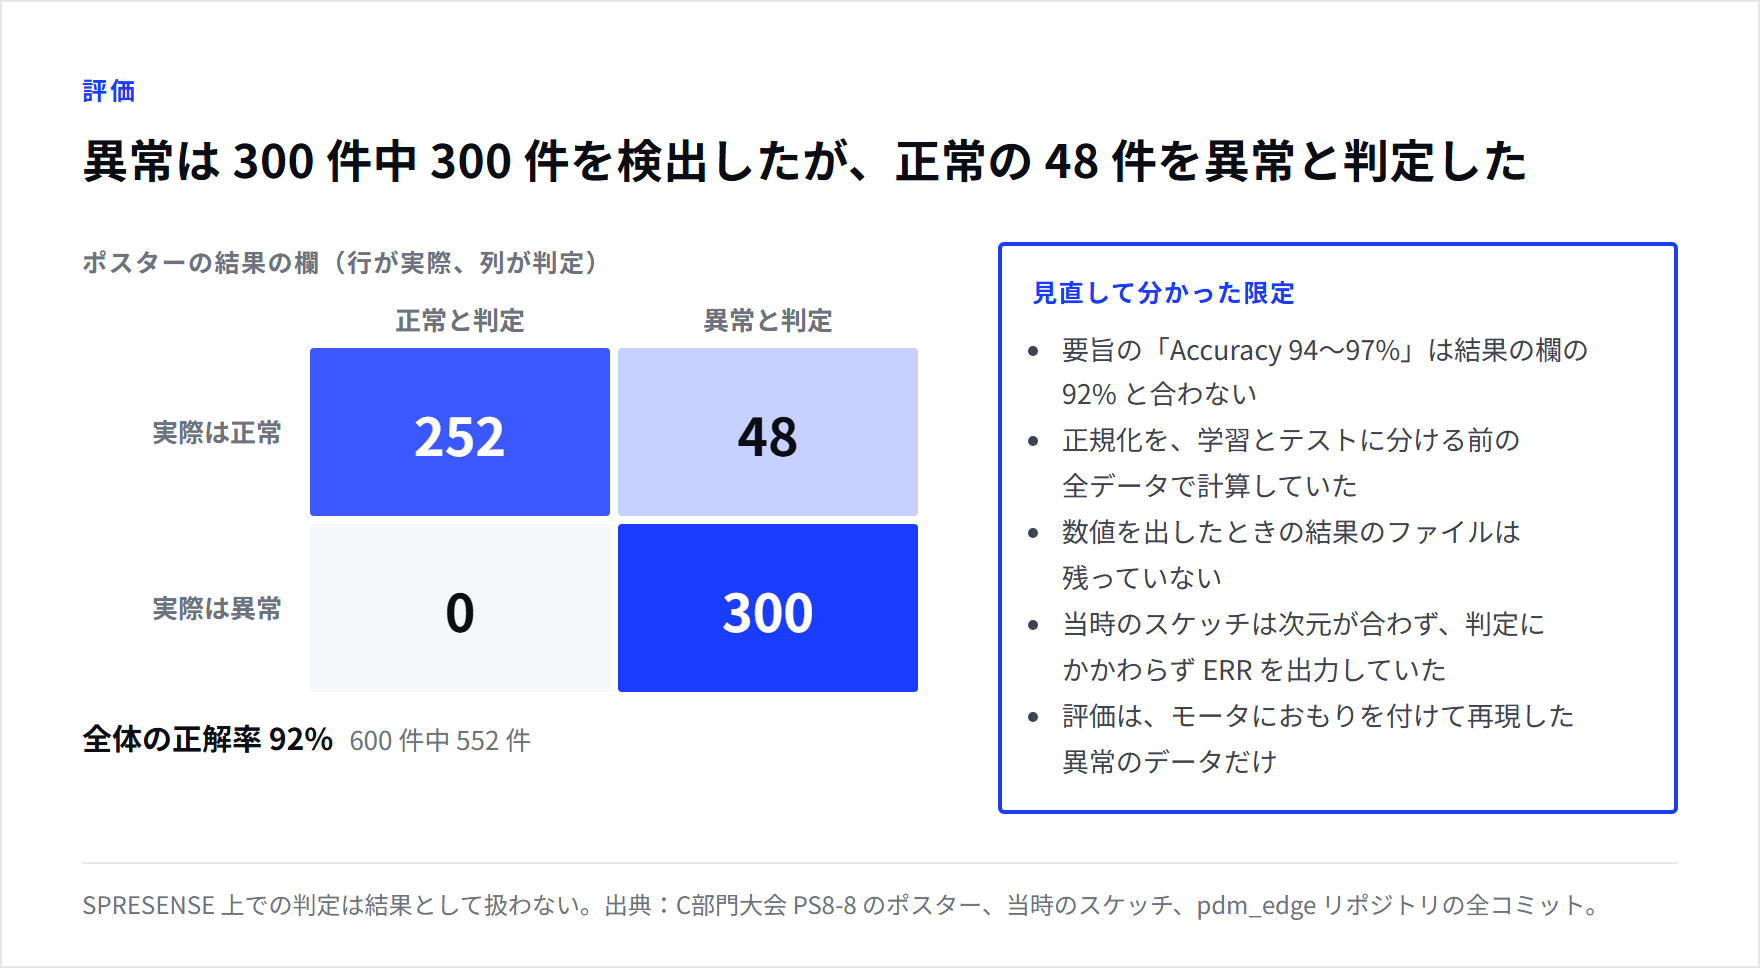 評価
異常は 300 件中 300 件を検出したが、正常の 48 件を異常と判定した
ポスターの結果の欄（行が実際、列が判定）
正常と判定 異常と判定
実際は正常 252 48
実際は異常 0 300
全体の正解率 92% 600 件中 552 件
見直して分かった限定
• 要旨の「Accuracy 94〜97%」は結果の欄の
92% と合わない
• 正規化を、学習とテストに分ける前の
全データで計算していた
• 数値を出したときの結果のファイルは
残っていない
• 当時のスケッチは次元が合わず、判定に
かかわらず ERR を出力していた
• 評価は、モータにおもりを付けて再現した
異常のデータだけ
SPRESENSE 上での判定は結果として扱わない。出典：C部門大会 PS8-8 のポスター、当時のスケッチ、pdm_edge リポジトリの全コミット。